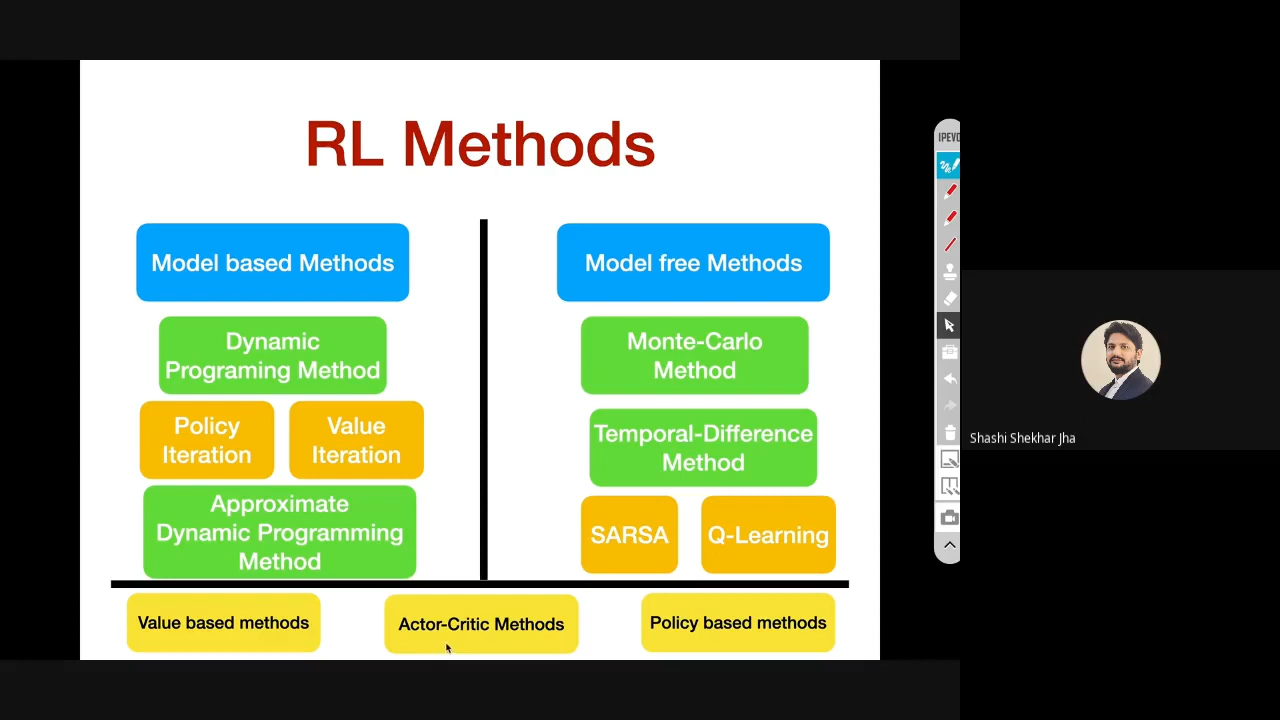 RL Methods
Model based Methods
Dynamic
Programing Method
Policy
Iteration
Value
Iteration
Approximate
Dynamic Programming
Method
Model free Methods
Monte-Carlo
Method
Temporal-Difference
Method
SARSA
Q-Learning
Value based methods
Actor-Critic Methods
Policy based methods
IPEVO
Shashi Shekhar Jha